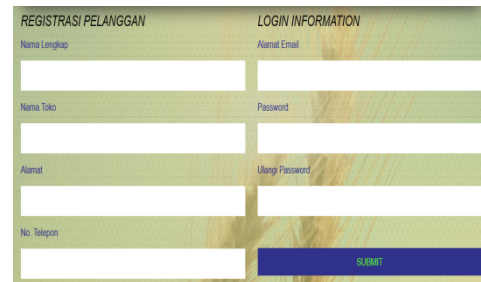 REGISTRASI PELANGGAN
Nama Lengkap
Nama Toko
Alamat
No. Telepon
LOGIN INFORMATION
Alamat Email
Password
Ulangi Password
SUBMIT